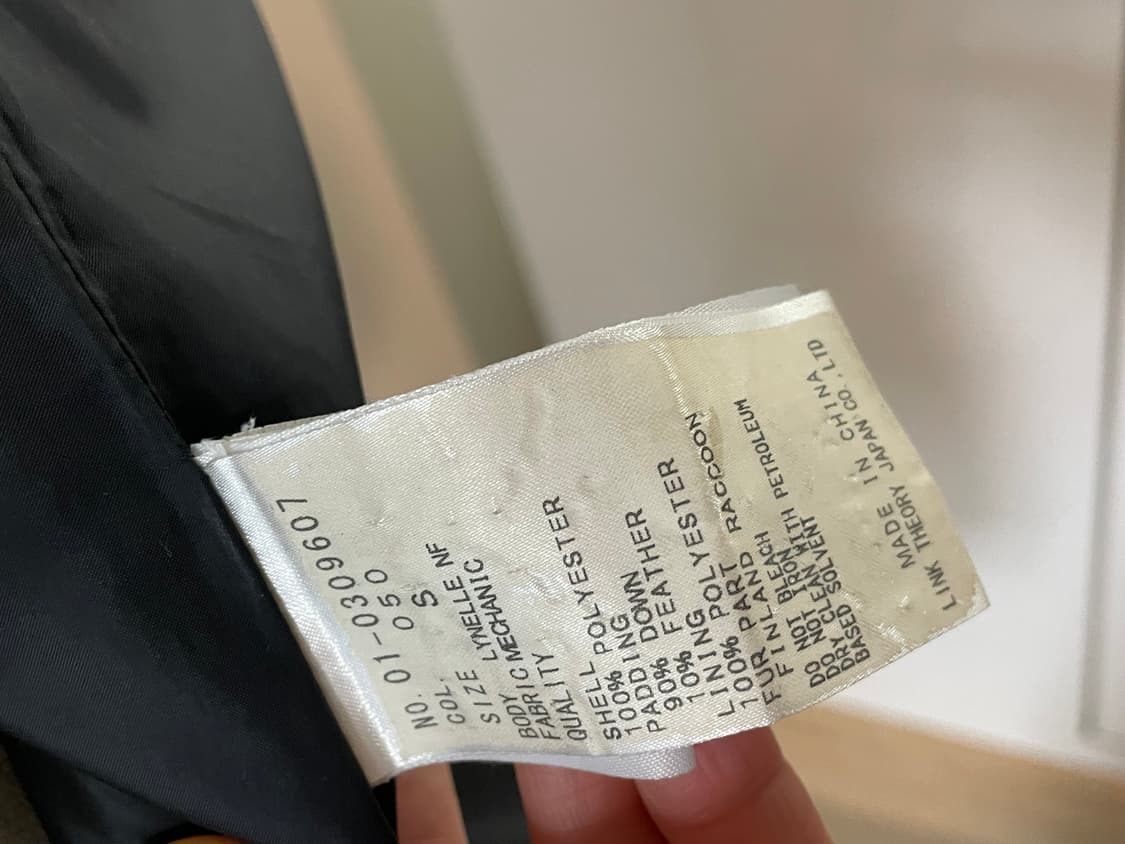 NO. 01-0309607
COL. 050
SIZE S
BODY LYNELLE NF
FABRIC MECHANIC
QUALITY
SHELL POLYESTER
100%
PADDING
90% DOWN
10% FEATHER
LINING
100% POLYESTER
FUR PART RACCOON
FINLAND
DO NOT BLEACH
DO NOT IRON
DRY CLEAN WITH PETROLEUM
BASED SOLVENT
MADE IN CHINA
LINK THEORY JAPAN CO.,LTD